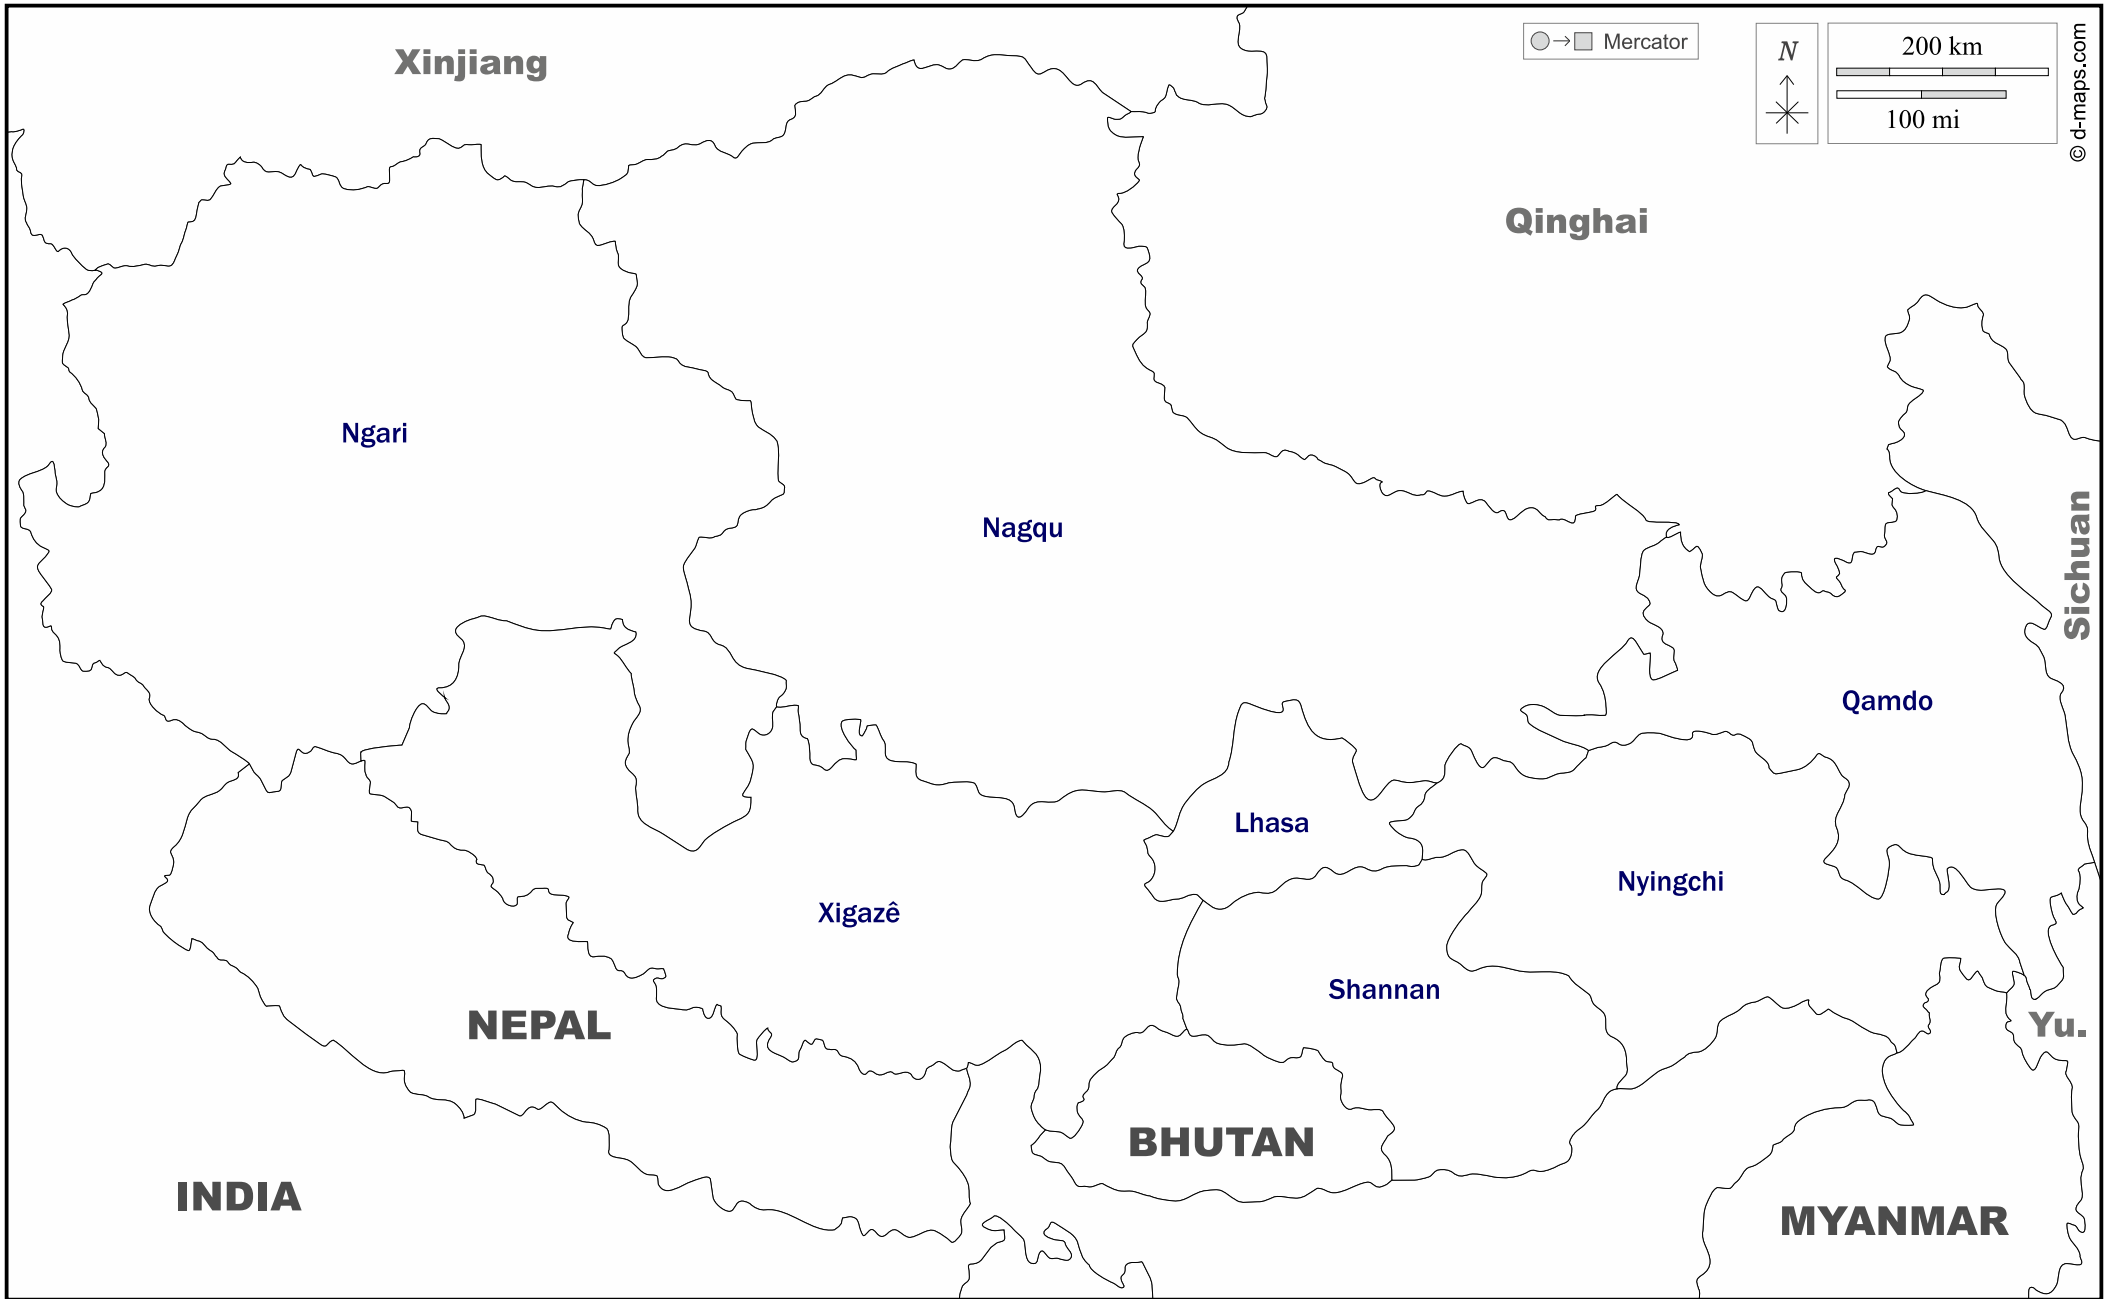 Xinjiang
Mercator
N
200 km
100 mi
© d-maps.com
Qinghai
Ngari
Nagqu
Sichuan
Qamdo
Lhasa
Nyingchi
Xigazê
Shannan
NEPAL
Yu.
BHUTAN
INDIA
MYANMAR